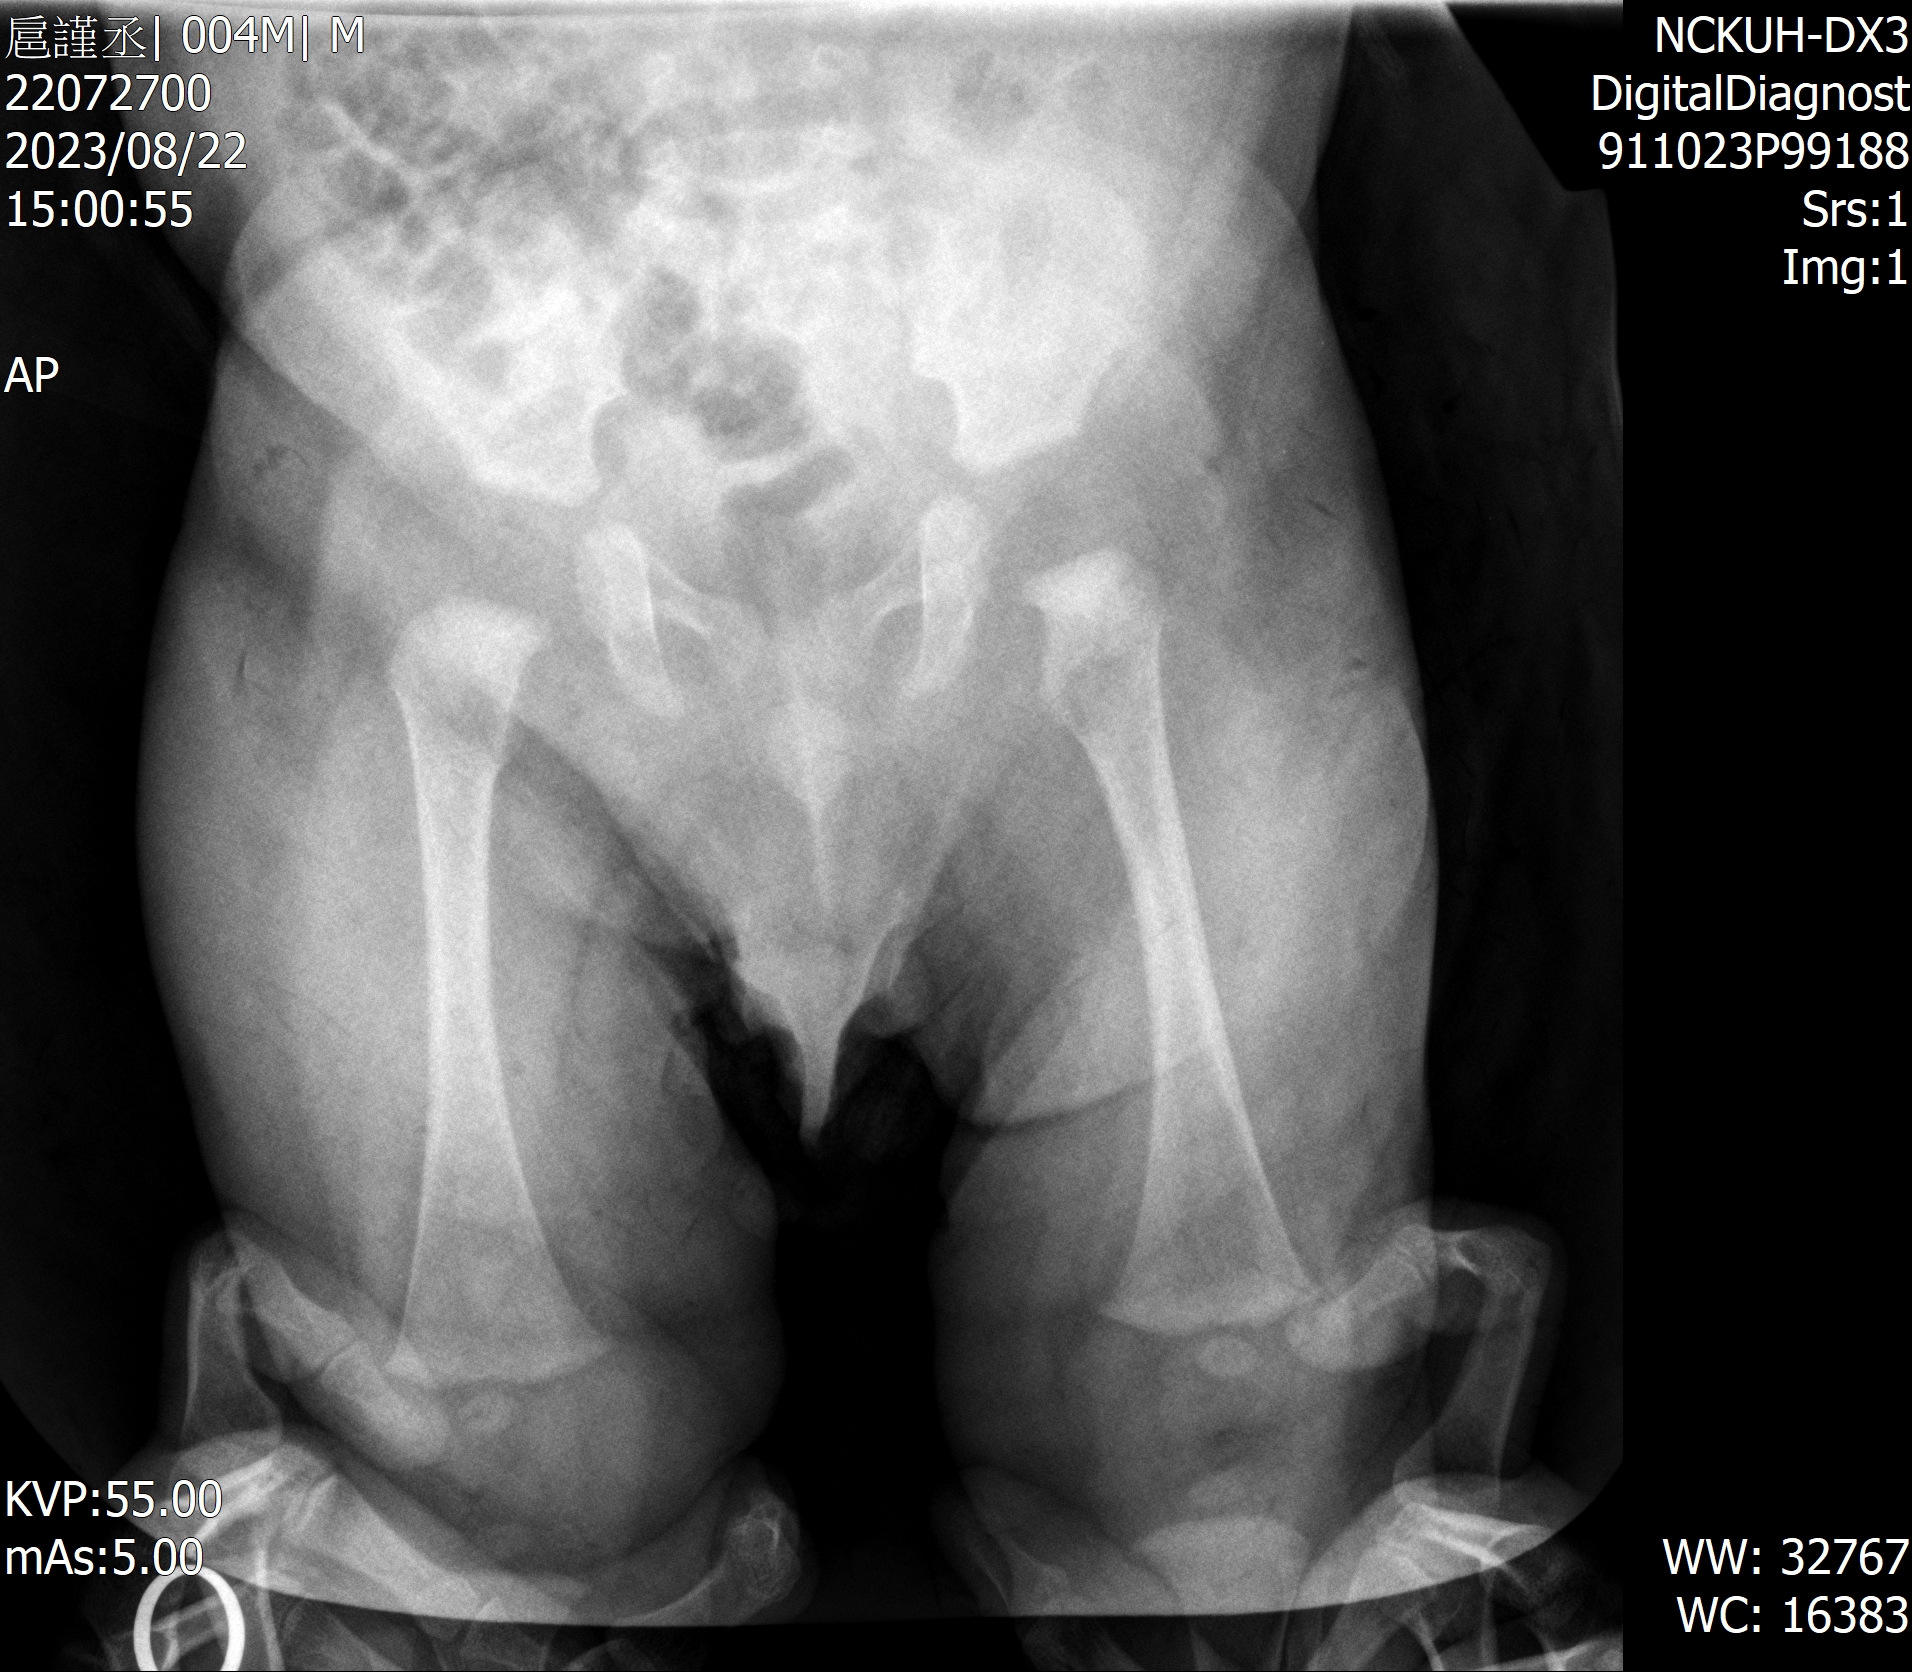 扈謹丞| 004M| M
22072700
2023/08/22
15:00:55
AP
KVP:55.00
mAs:5.00
NCKUH-DX3
DigitalDiagnost
911023P99188
Srs:1
Img:1
WW: 32767
WC: 16383